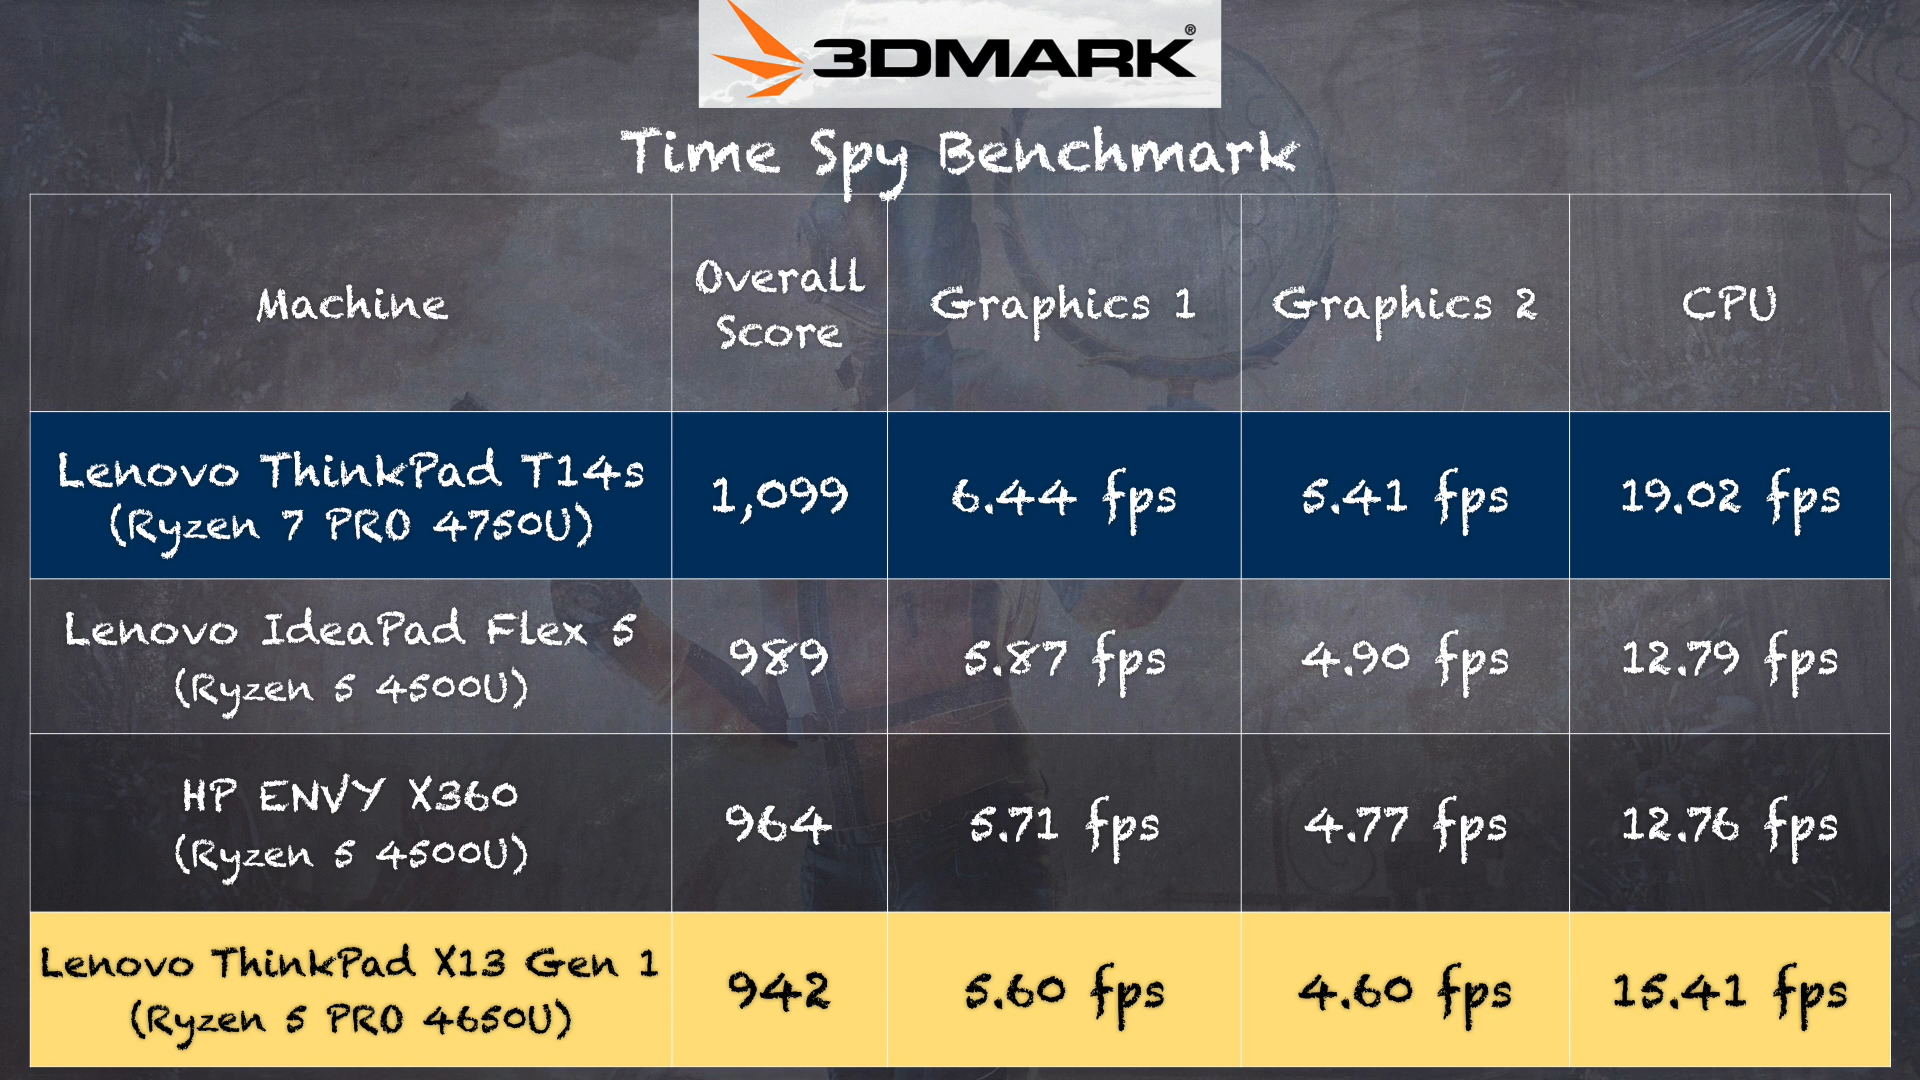 3DMARK®
Time Spy Benchmark
Machine
Overall
Score
Graphics 1
Graphics 2
CPU
Lenovo ThinkPad T14s
(Ryzen 7 PRO 4750U)
1,099
6.44 fps
5.41 fps
19.02 fps
Lenovo IdeaPad Flex 5
(Ryzen 5 4500U)
989
5.87 fps
4.90 fps
12.79 fps
HP ENVY X360
(Ryzen 5 4500U)
964
5.71 fps
4.77 fps
12.76 fps
Lenovo ThinkPad X13 Gen 1
(Ryzen 5 PRO 4650U)
942
5.60 fps
4.60 fps
15.41 fps